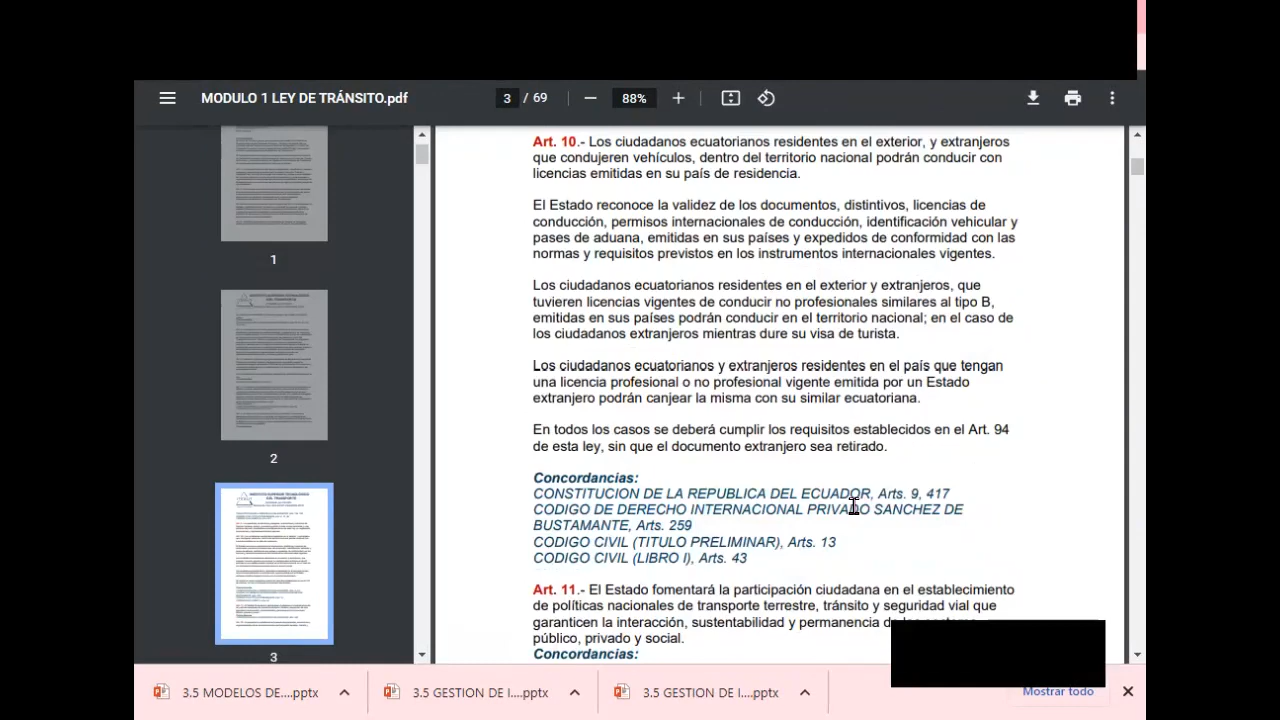 MODULO 1 LEY DE TRÁNSITO.pdf
3 / 69
88%
1
2
3
Art. 10.- Los ciudadanos ecuatorianos residentes en el exterior, y extranjeros
que condujeren vehículos, dentro del territorio nacional podrán conducir con
licencias emitidas en su país de residencia.
El Estado reconoce la validez de los documentos, distintivos, licencias de
conducción, permisos internacionales de conducción, identificación vehicular y
pases de aduana, emitidas en sus países y expedidos de conformidad con las
normas y requisitos previstos en los instrumentos internacionales vigentes.
Los ciudadanos ecuatorianos residentes en el exterior y extranjeros, que
tuvieren licencias vigentes de conducir no profesionales similares al tipo B,
emitidas en sus países podrán conducir en el territorio nacional; en el caso de
los ciudadanos extranjeros mientras dure su visa de turista.
Los ciudadanos ecuatorianos y extranjeros residentes en el país que tengan
una licencia profesional o no profesional vigente emitida por un Estado
extranjero podrán canjear la misma con su similar ecuatoriana.
En todos los casos se deberá cumplir los requisitos establecidos en el Art. 94
de esta ley, sin que el documento extranjero sea retirado.
Concordancias:
CONSTITUCION DE LA REPUBLICA DEL ECUADOR, Arts. 9, 417
CODIGO DE DERECHO INTERNACIONAL PRIVADO SANCHEZ DE
BUSTAMANTE, Arts. 259
CODIGO CIVIL (TITULO PRELIMINAR), Arts. 13
CODIGO CIVIL (LIBRO I), Arts. 43
Art. 11.- El Estado fomentará la participación ciudadana en el establecimiento
de políticas nacionales de transporte terrestre, tránsito y seguridad vial que
garanticen la interacción, sustentabilidad y permanencia de
público, privado y social.
Concordancias:
3.5 MODELOS DE....pptx
3.5 GESTION DE I....pptx
3.5 GESTION DE I....pptx
Mostrar todo